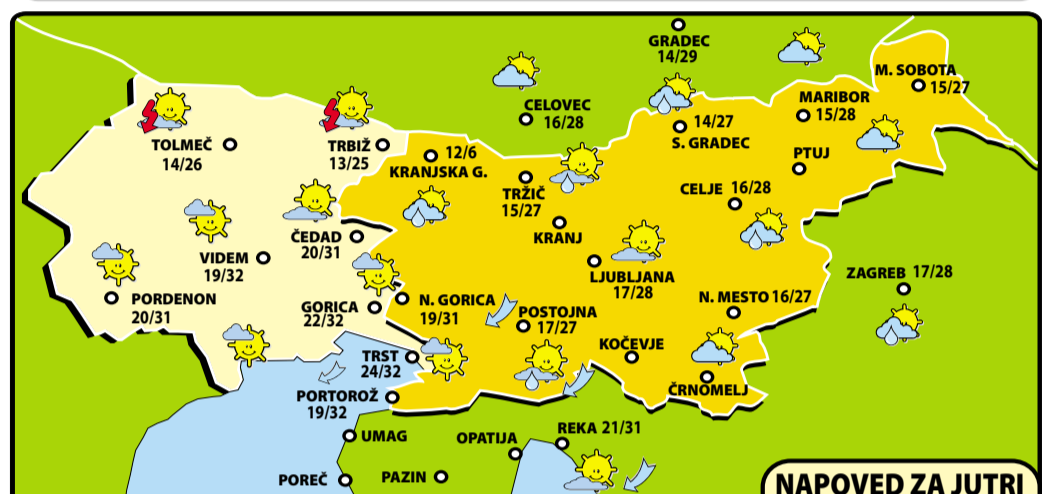 GRADEC
14/29
M. SOBOTA
15/27
CELOVEC
16/28
MARIBOR
15/28
14/27
S. GRADEC
TOLMEČ
14/26
TRBIŽ
13/25
12/6
KRANJSKA G.
PTUJ
TRŽIČ
15/27
CELJE 16/28
KRANJ
ČEDAD
20/31
VIDEM
19/32
LJUBLJANA
17/28
ZAGREB 17/28
PORDENON
20/31
GORICA
22/32
N. GORICA
19/31
POSTOJNA
17/27
N. MESTO 16/27
KOČEVJE
TRST
24/32
ČRNOMELJ
PORTOROŽ
19/32
UMAG
OPATIJA
REKA 21/31
POREČ
PAZIN
NAPOVED ZA JUTRI